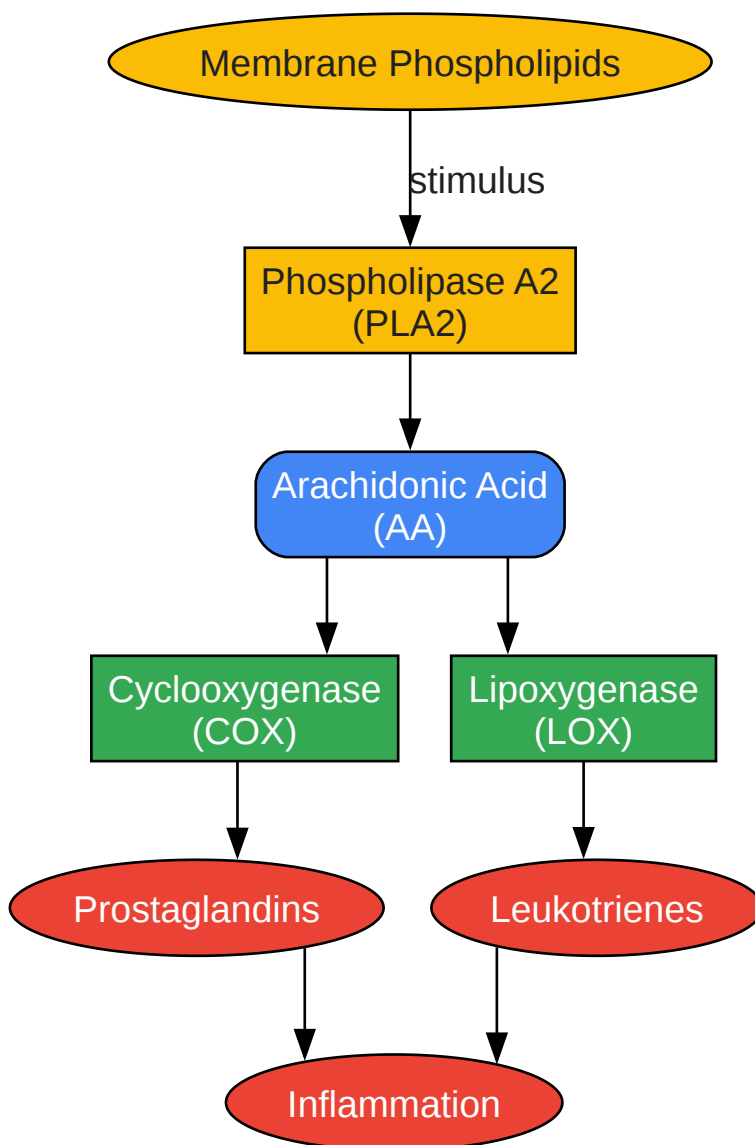 Membrane Phospholipids
stimulus
Phospholipase A2
(PLA2)
Arachidonic Acid
(AA)
Cyclooxygenase
(COX)
Lipoxygenase
(LOX)
Prostaglandins
Leukotrienes
Inflammation